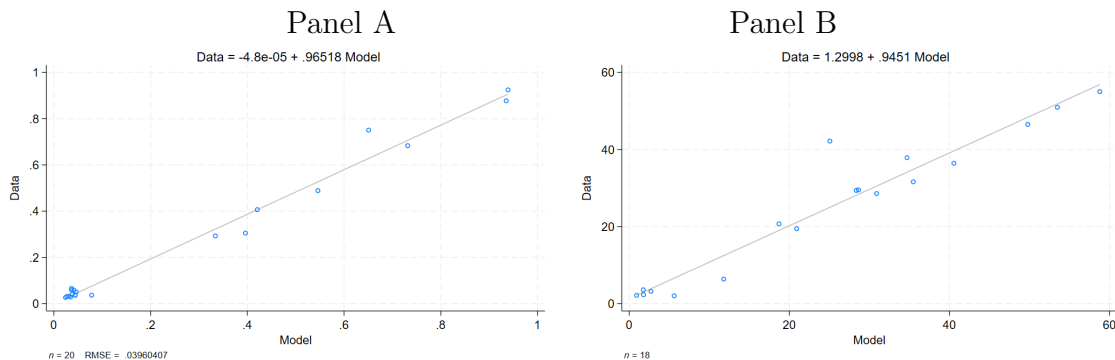 Panel A
Data = -4.8e-05 + .96518 Model
1
.8
.6
.4
.2
0
Data
0 .2 .4 .6 .8 1
Model
n = 20 RMSE = .03960407
Panel B
Data = 1.2998 + .9451 Model
60
40
20
0
Data
0 20 40 60
Model
n = 18